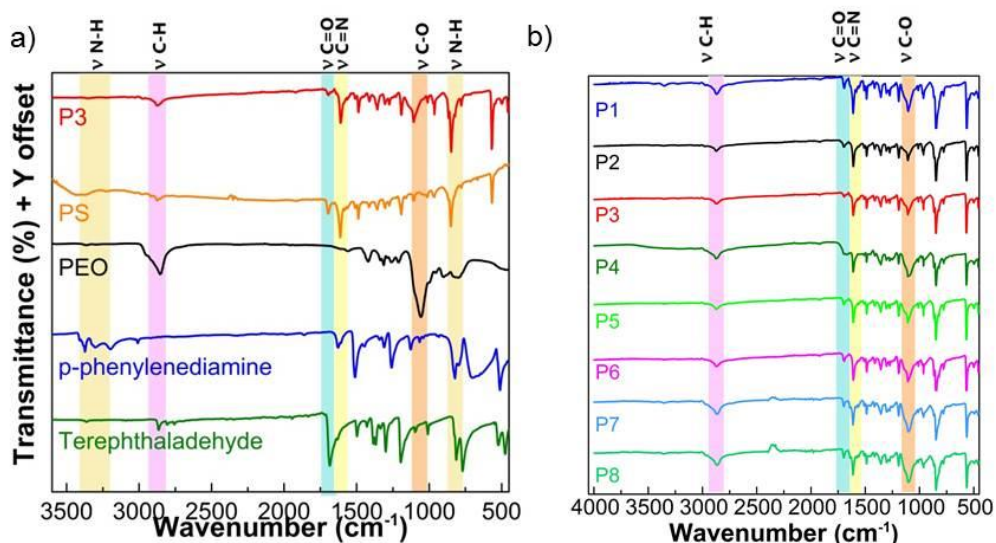 a)
ν N-H
ν C-H
ν C=O
ν C=N
ν C-O
ν N-H
P3
PS
PEO
p-phenylenediamine
Terephthaladehyde
Transmittance (%) + Y offset
3500 3000 2500 2000 1500 1000 500
Wavenumber (cm⁻¹)
b)
ν C-H
ν C=O
ν C=N
ν C-O
P1
P2
P3
P4
P5
P6
P7
P8
4000 3500 3000 2500 2000 1500 1000 500
Wavenumber (cm⁻¹)